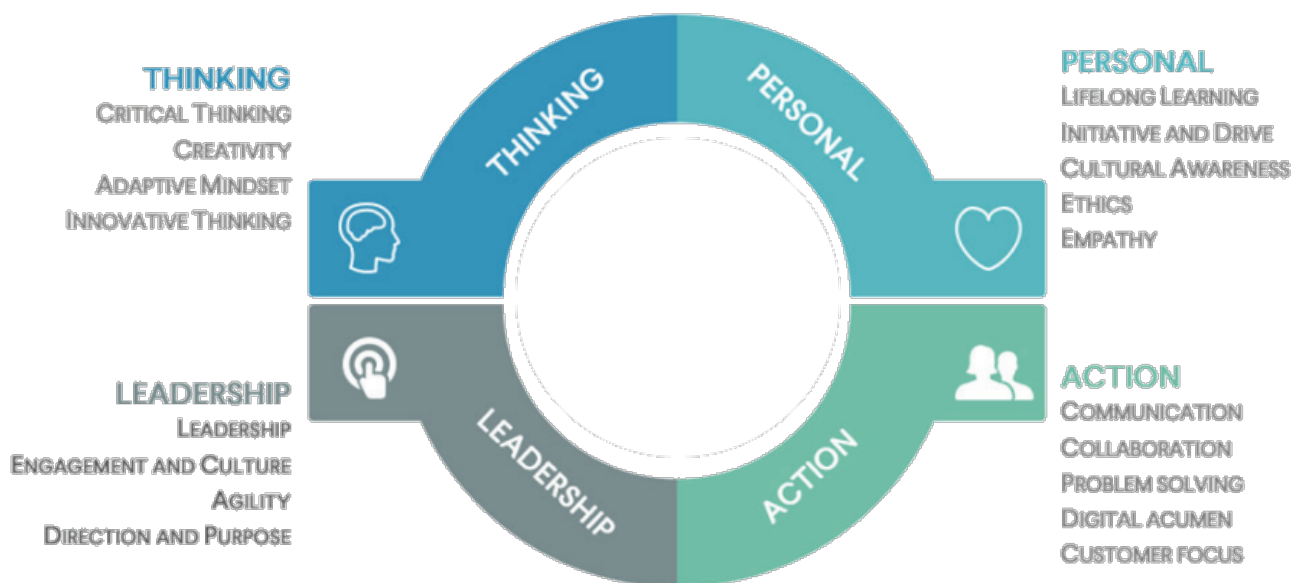 THINKING
CRITICAL THINKING
CREATIVITY
ADAPTIVE MINDSET
INNOVATIVE THINKING
THINKING
PERSONAL
PERSONAL
LIFELONG LEARNING
INITIATIVE AND DRIVE
CULTURAL AWARENESS
ETHICS
EMPATHY
LEADERSHIP
LEADERSHIP
ENGAGEMENT AND CULTURE
AGILITY
DIRECTION AND PURPOSE
LEADERSHIP
ACTION
ACTION
COMMUNICATION
COLLABORATION
PROBLEM SOLVING
DIGITAL ACUMEN
CUSTOMER FOCUS